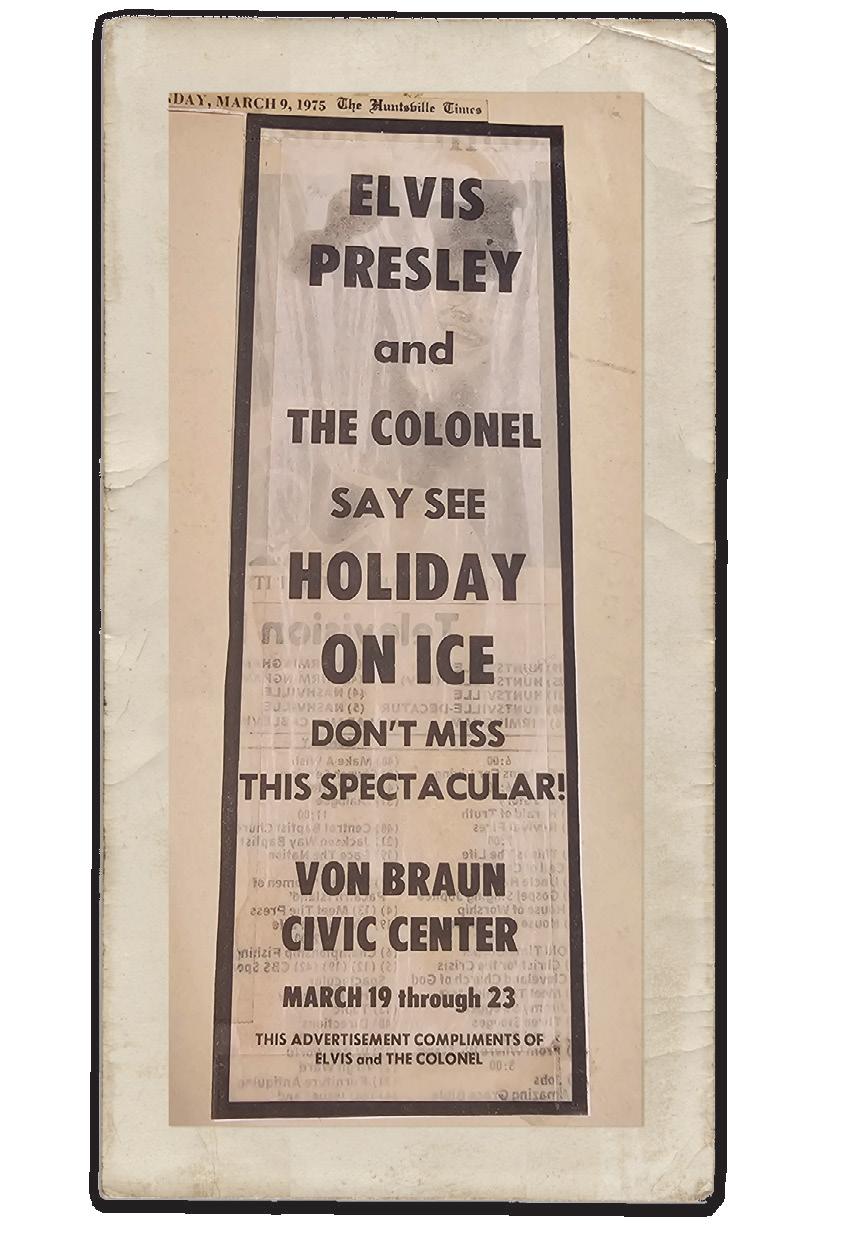 DAY, MARCH 9, 1975 The Huntsville Times
ELVIS
PRESLEY
and
THE COLONEL
SAY SEE
HOLIDAY
ON ICE
DON'T MISS
THIS SPECTACULAR!
VON BRAUN
CIVIC CENTER
MARCH 19 through 23
THIS ADVERTISEMENT COMPLIMENTS OF
ELVIS and THE COLONEL